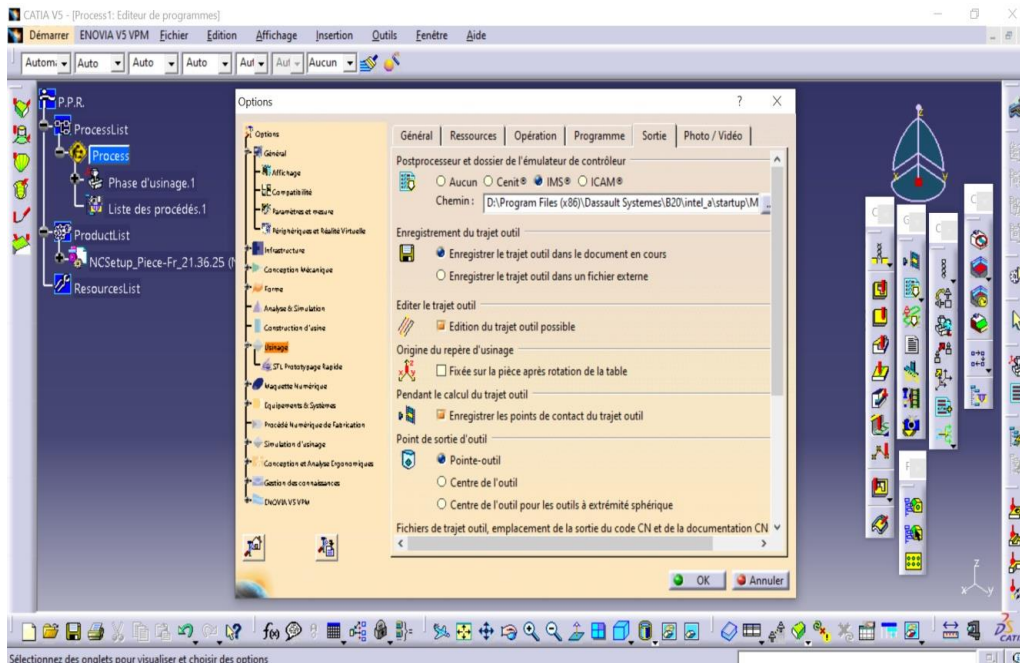 CATIA V5 - [Process1: Editeur de programmes]
Démarrer ENOVIA V5 VPM Fichier Edition Affichage Insertion Outils Fenêtre Aide
Auto Auto Auto Aucun
P.P.R.
ProcessList
Process
Phase d'usinage.1
Liste des procédés.1
ProductList
NCSetup_Piece-Fr_21.36.25
ResourcesList
Options
Options
Général
Affichage
Compatibilité
Paramètres et mesure
Périphériques et Réalité Virtuelle
Infrastructure
Conception Mécanique
Forme
Analyse & Simulation
Construction d'usine
Usinage
STL Prototypage Rapide
Maquette Numérique
Equipements & Systèmes
Procédé Numérique de Fabrication
Simulation d'usinage
Conception et Analyse Ergonomiques
Gestion des connaissances
ENOVIA V5 VPM
Général Ressources Opération Programme Sortie Photo / Vidéo
Postprocesseur et dossier de l'émulateur de contrôleur
Aucun Cenit® IMS® ICAM®
Chemin : D:\Program Files (x86)\Dassault Systemes\B20\intel_a\startup\M ...
Enregistrement du trajet outil
Enregistrer le trajet outil dans le document en cours
Enregistrer le trajet outil dans un fichier externe
Editer le trajet outil
Edition du trajet outil possible
Origine du repère d'usinage
Fixée sur la pièce après rotation de la table
Pendant le calcul du trajet outil
Enregistrer les points de contact du trajet outil
Point de sortie d'outil
Pointe-outil
Centre de l'outil
Centre de l'outil pour les outils à extrémité sphérique
Fichiers de trajet outil, emplacement de la sortie du code CN et de la documentation CN
OK Annuler
z
x y
CATI
Sélectionnez des onglets pour visualiser et choisir des options